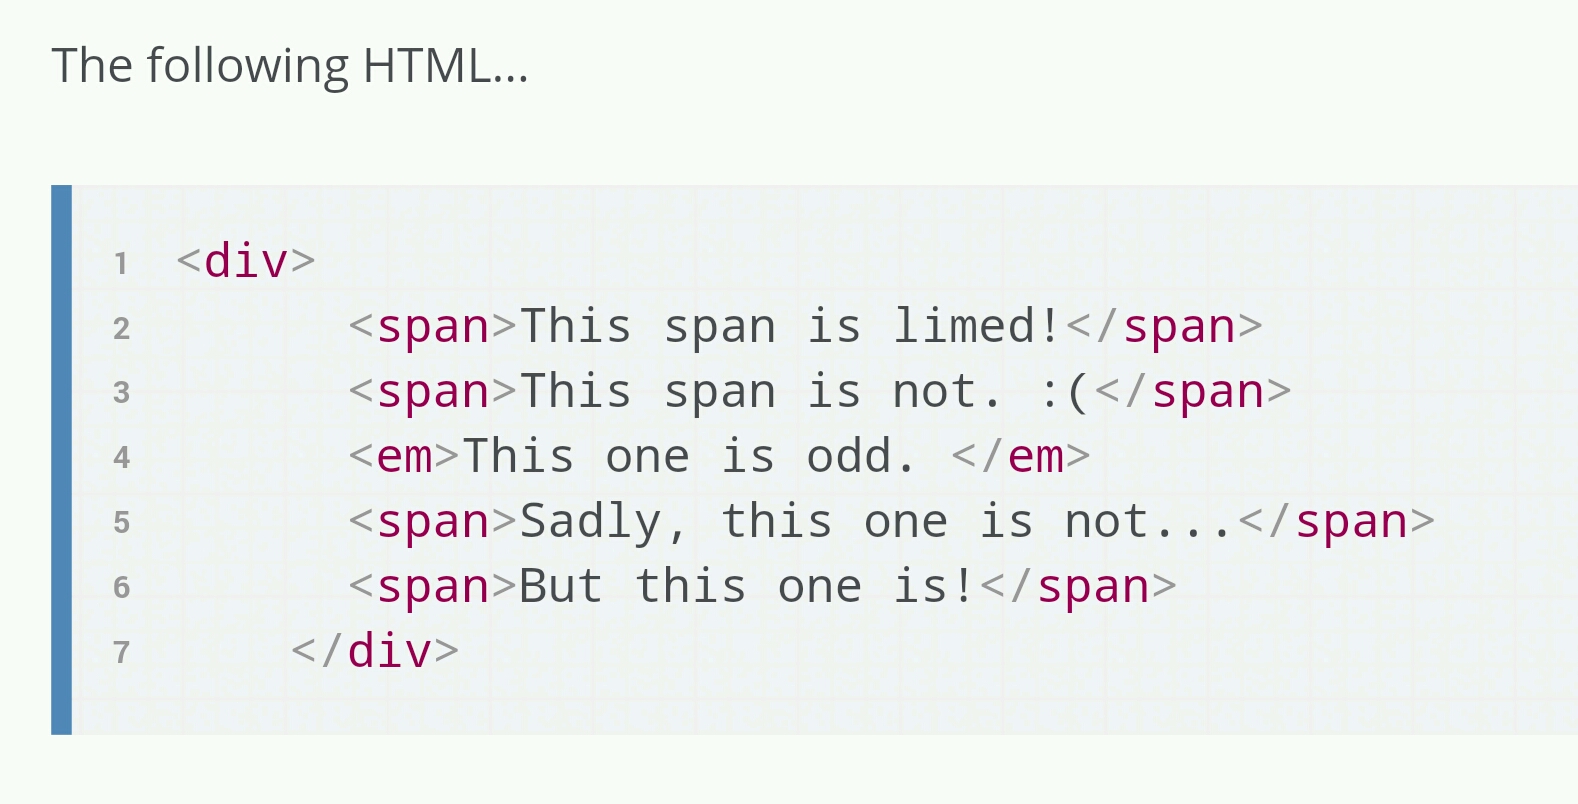 The following HTML...
1 <div>
2 <span>This span is limed!</span>
3 <span>This span is not. :(</span>
4 <em>This one is odd. </em>
5 <span>Sadly, this one is not...</span>
6 <span>But this one is!</span>
7 </div>